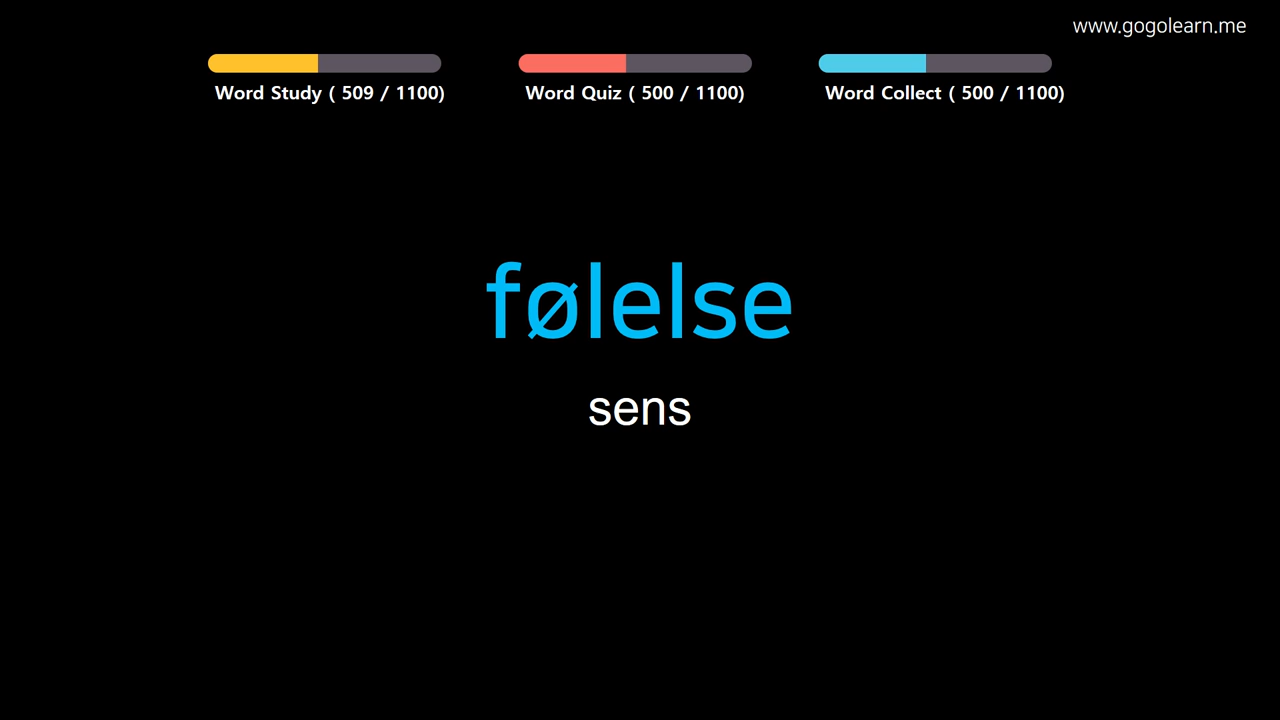 www.gogolearn.me
Word Study ( 509 / 1100)
Word Quiz ( 500 / 1100)
Word Collect ( 500 / 1100)
følelse
sens